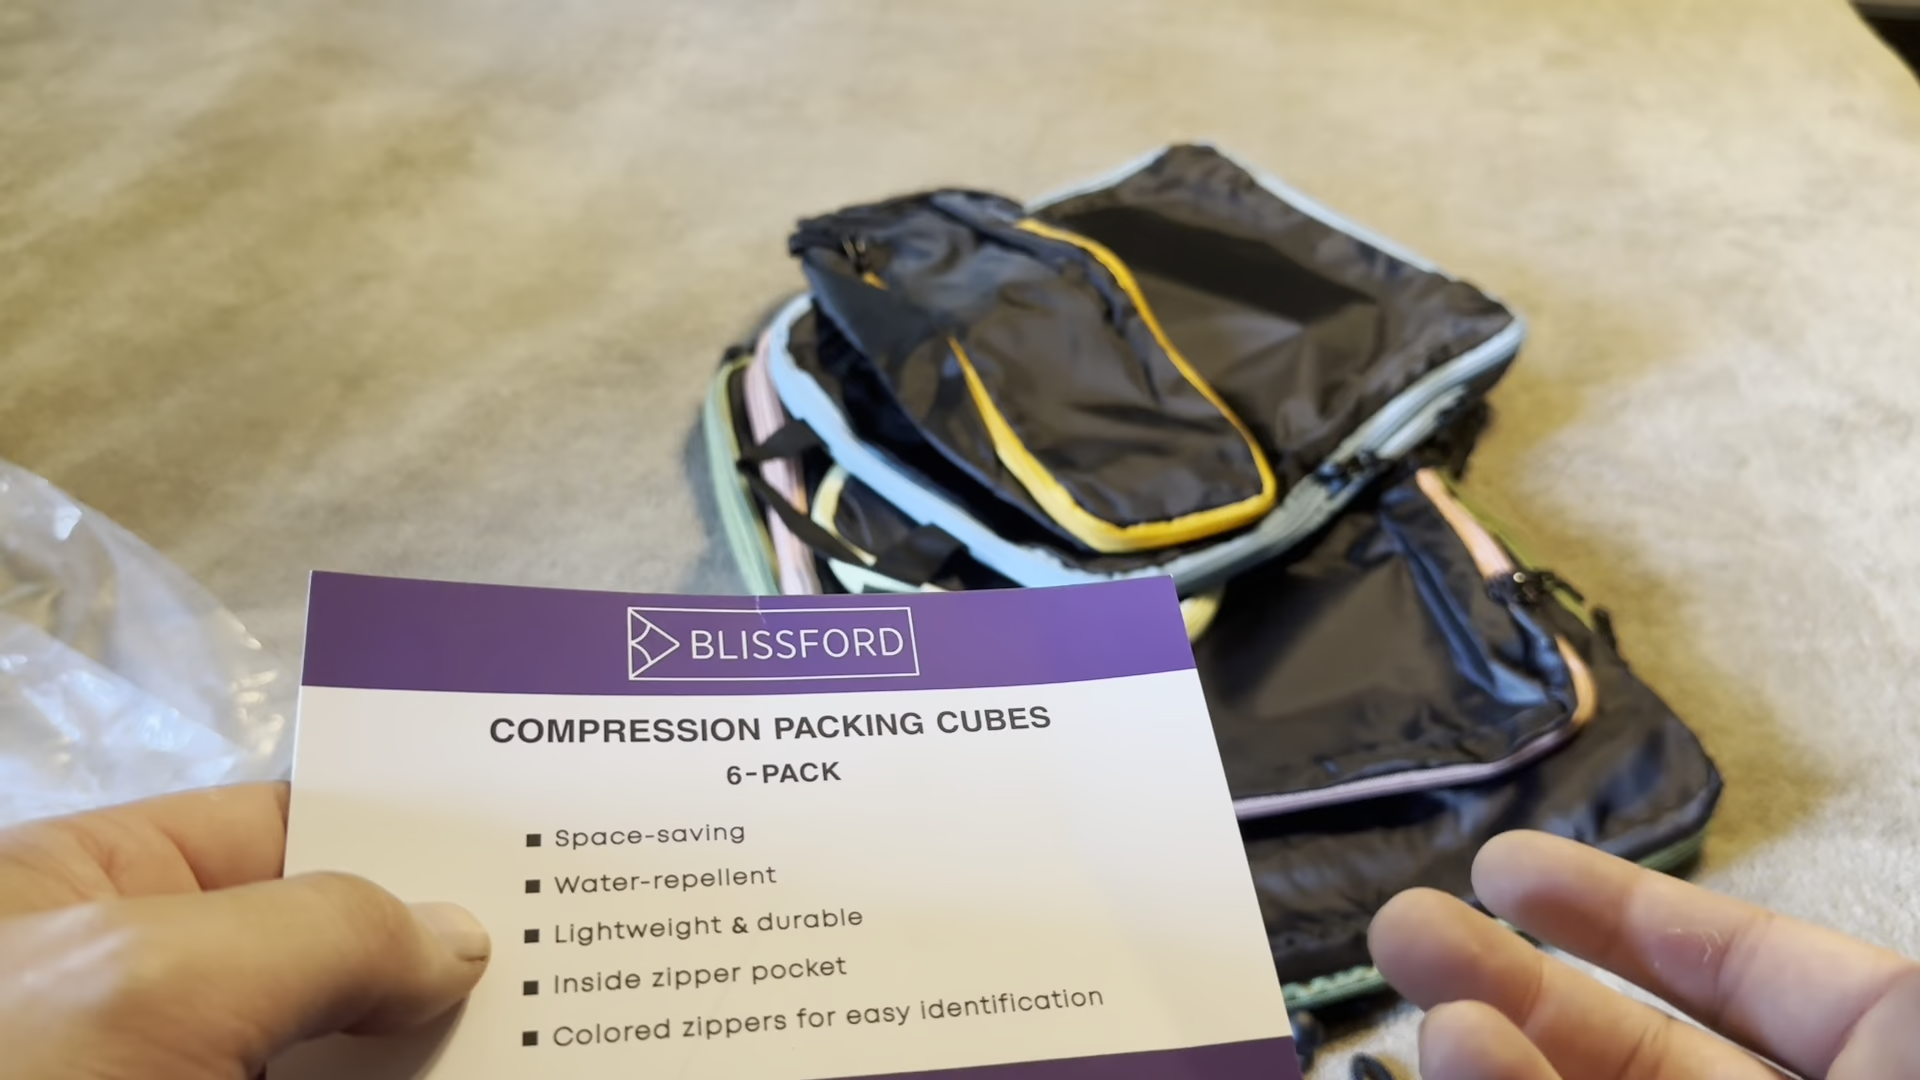 BLISSFORD
COMPRESSION PACKING CUBES
6-PACK
■ Space-saving
■ Water-repellent
■ Lightweight & durable
■ Inside zipper pocket
■ Colored zippers for easy identification